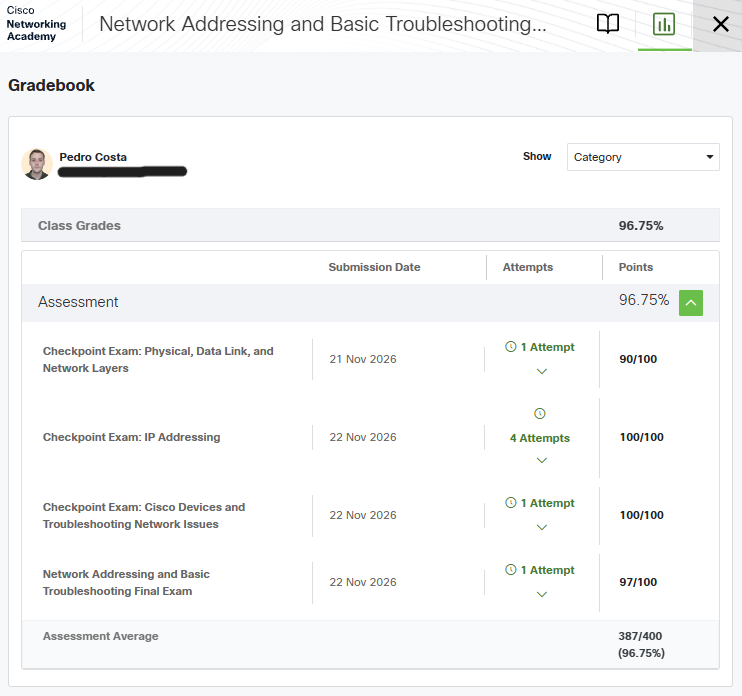 Cisco
Networking
Academy
Network Addressing and Basic Troubleshooting...
Gradebook
Pedro Costa
Show
Category
Class Grades 96.75%
Submission Date Attempts Points
Assessment 96.75%
Checkpoint Exam: Physical, Data Link, and
Network Layers
21 Nov 2026
1 Attempt
90/100
Checkpoint Exam: IP Addressing
22 Nov 2026
4 Attempts
100/100
Checkpoint Exam: Cisco Devices and
Troubleshooting Network Issues
22 Nov 2026
1 Attempt
100/100
Network Addressing and Basic
Troubleshooting Final Exam
22 Nov 2026
1 Attempt
97/100
Assessment Average
387/400
(96.75%)